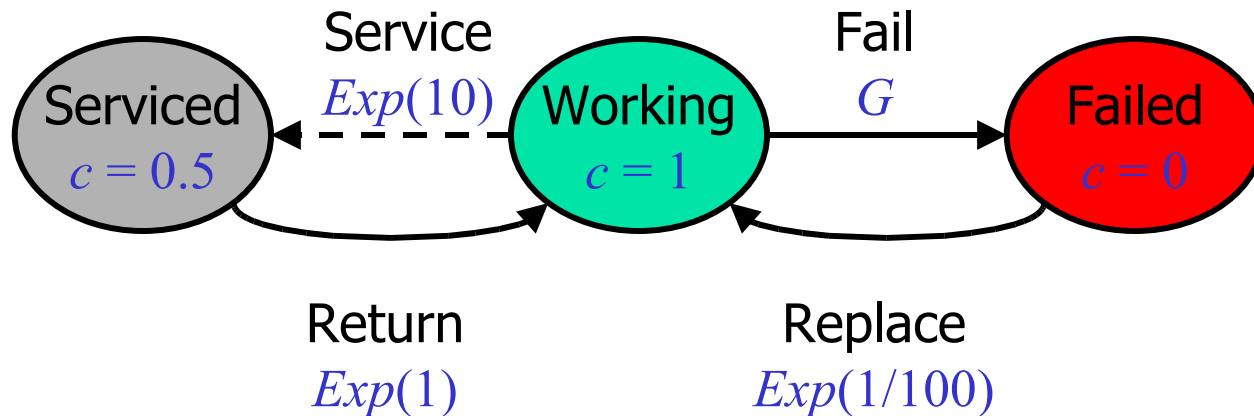 Service
Exp(10)
Fail
G
Serviced
c = 0.5
Working
c = 1
Failed
c = 0
Return
Exp(1)
Replace
Exp(1/100)